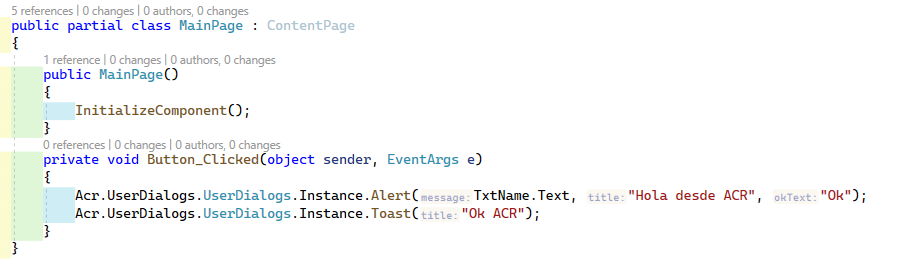 5 references | 0 changes | 0 authors, 0 changes
public partial class MainPage : ContentPage
{
1 reference | 0 changes | 0 authors, 0 changes
public MainPage()
{
InitializeComponent();
}
0 references | 0 changes | 0 authors, 0 changes
private void Button_Clicked(object sender, EventArgs e)
{
Acr.UserDialogs.UserDialogs.Instance.Alert(message:TxtName.Text, title:"Hola desde ACR", okText:"Ok");
Acr.UserDialogs.UserDialogs.Instance.Toast(title:"Ok ACR");
}
}